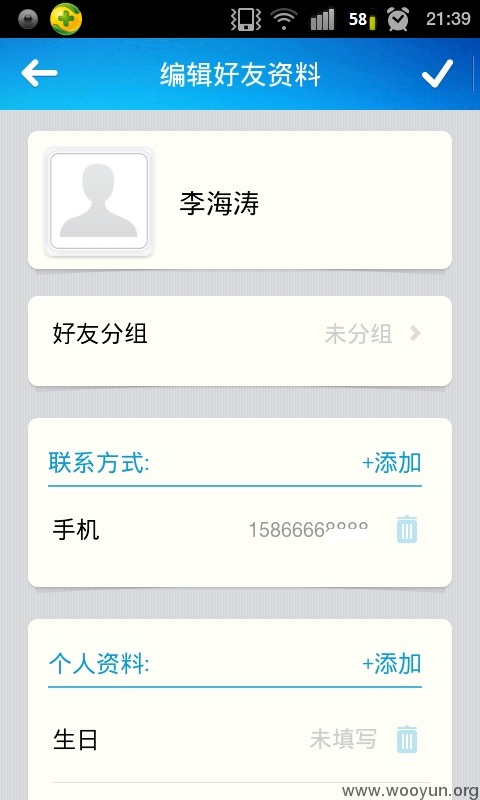 58 21:39
编辑好友资料
李海涛
好友分组 未分组
联系方式: +添加
手机
个人资料: +添加
生日 未填写
www.wooyun.org